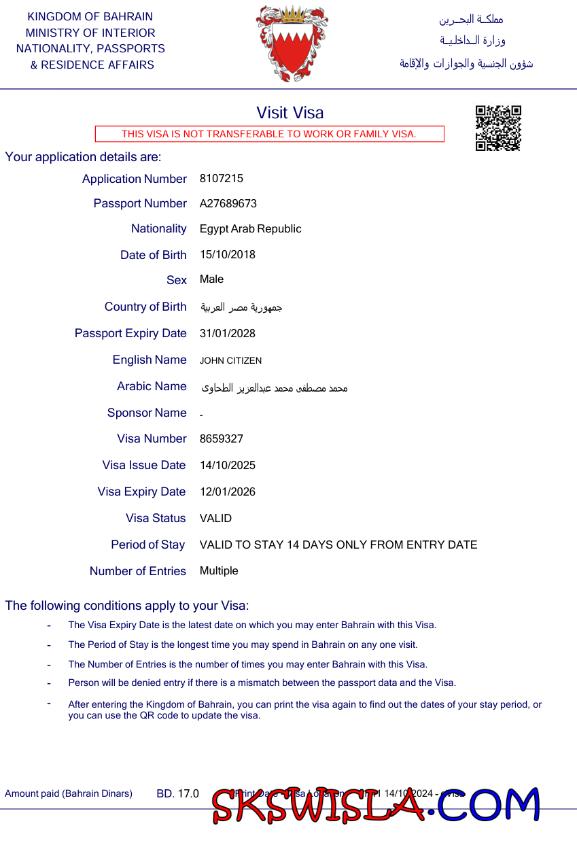 KINGDOM OF BAHRAIN
MINISTRY OF INTERIOR
NATIONALITY, PASSPORTS
& RESIDENCE AFFAIRS
مملكـة البحـرين
وزارة الـداخليـة
شؤون الجنسية والجوازات والإقامة
Visit Visa
THIS VISA IS NOT TRANSFERABLE TO WORK OR FAMILY VISA.
Your application details are:
Application Number 8107215
Passport Number A27689673
Nationality Egypt Arab Republic
Date of Birth 15/10/2018
Sex Male
Country of Birth جمهورية مصر العربية
Passport Expiry Date 31/01/2028
English Name JOHN CITIZEN
Arabic Name محمد مصطفى محمد عبدالعزيز الطحاوى
Sponsor Name -
Visa Number 8659327
Visa Issue Date 14/10/2025
Visa Expiry Date 12/01/2026
Visa Status VALID
Period of Stay VALID TO STAY 14 DAYS ONLY FROM ENTRY DATE
Number of Entries Multiple
The following conditions apply to your Visa:
- The Visa Expiry Date is the latest date on which you may enter Bahrain with this Visa.
- The Period of Stay is the longest time you may spend in Bahrain on any one visit.
- The Number of Entries is the number of times you may enter Bahrain with this Visa.
- Person will be denied entry if there is a mismatch between the passport data and the Visa.
- After entering the Kingdom of Bahrain, you can print the visa again to find out the dates of your stay period, or
you can use the QR code to update the visa.
Amount paid (Bahrain Dinars) BD. 17.0 Print Date 14/10/2024 -
SKSWISLA.COM